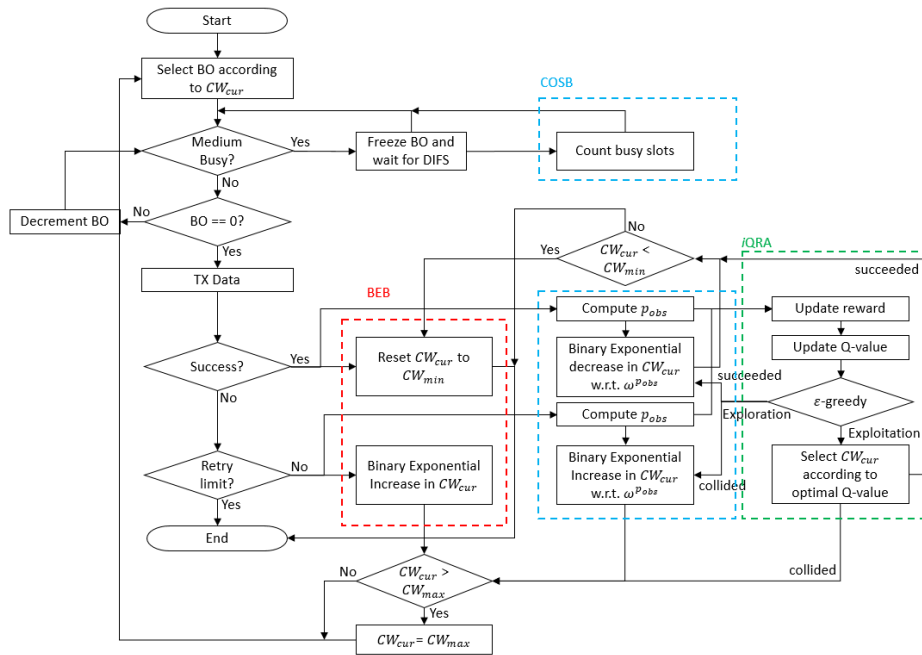 Start
Select BO according
to CW_cur
COSB
Medium
Busy?
Yes
Freeze BO and
wait for DIFS
Count busy slots
No
Decrement BO
No
BO == 0?
Yes
No
iQRA
Yes
CW_cur <
CW_min
succeeded
TX Data
BEB
Compute p_obs
Update reward
Success?
Yes
Reset CW_cur to
CW_min
Binary Exponential
decrease in CW_cur
w.r.t. ω^p_obs
Update Q-value
succeeded
No
ε-greedy
Compute p_obs
Exploration
Exploitation
Retry
limit?
No
Binary Exponential
Increase in CW_cur
Binary Exponential
Increase in CW_cur
w.r.t. ω^p_obs
collided
Select CW_cur
according to
optimal Q-value
Yes
End
No
CW_cur >
CW_max
collided
Yes
CW_cur = CW_max